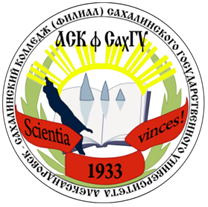 АЛЕКСАНДРОВСК-САХАЛИНСКИЙ КОЛЛЕДЖ (ФИЛИАЛ) САХАЛИНСКОГО ГОСУДАРСТВЕННОГО УНИВЕРСИТЕТА
АСК ф СахГУ
Scientia vinces!
1933